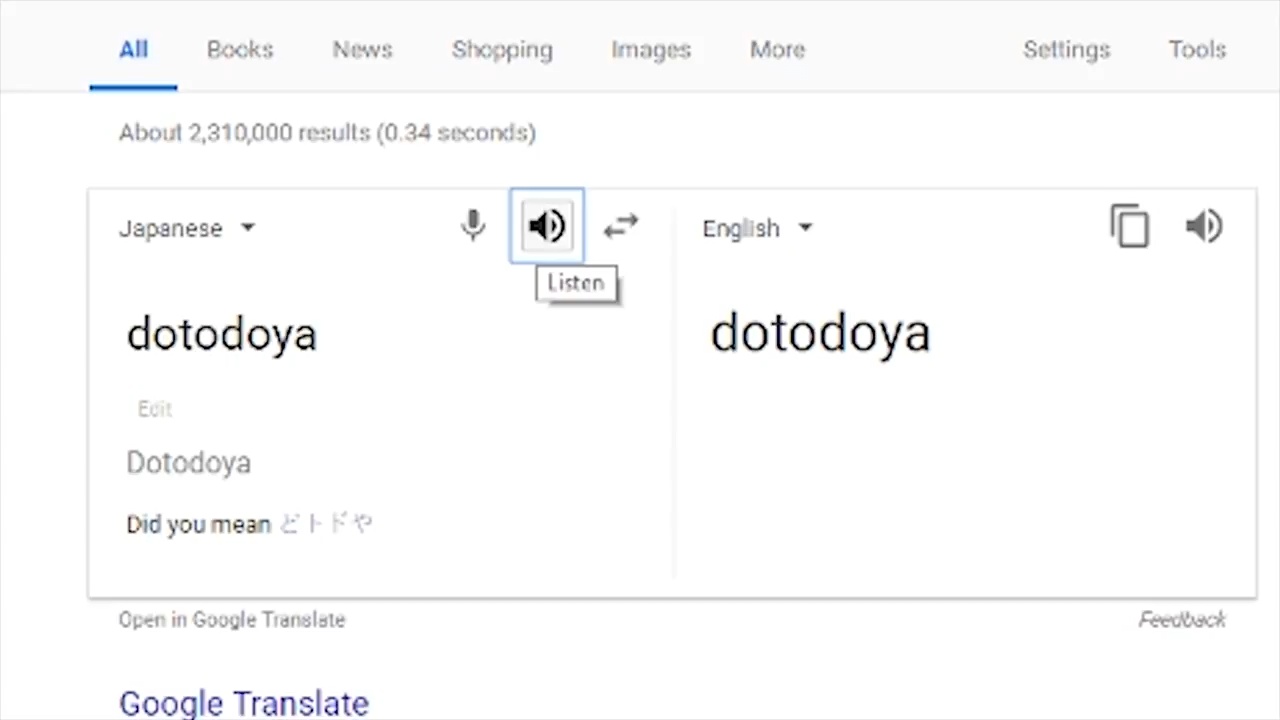 All Books News Shopping Images More Settings Tools
About 2,310,000 results (0.34 seconds)
Japanese English
Listen
dotodoya dotodoya
Edit
Dotodoya
Did you mean どトドや
Open in Google Translate Feedback
Google Translate